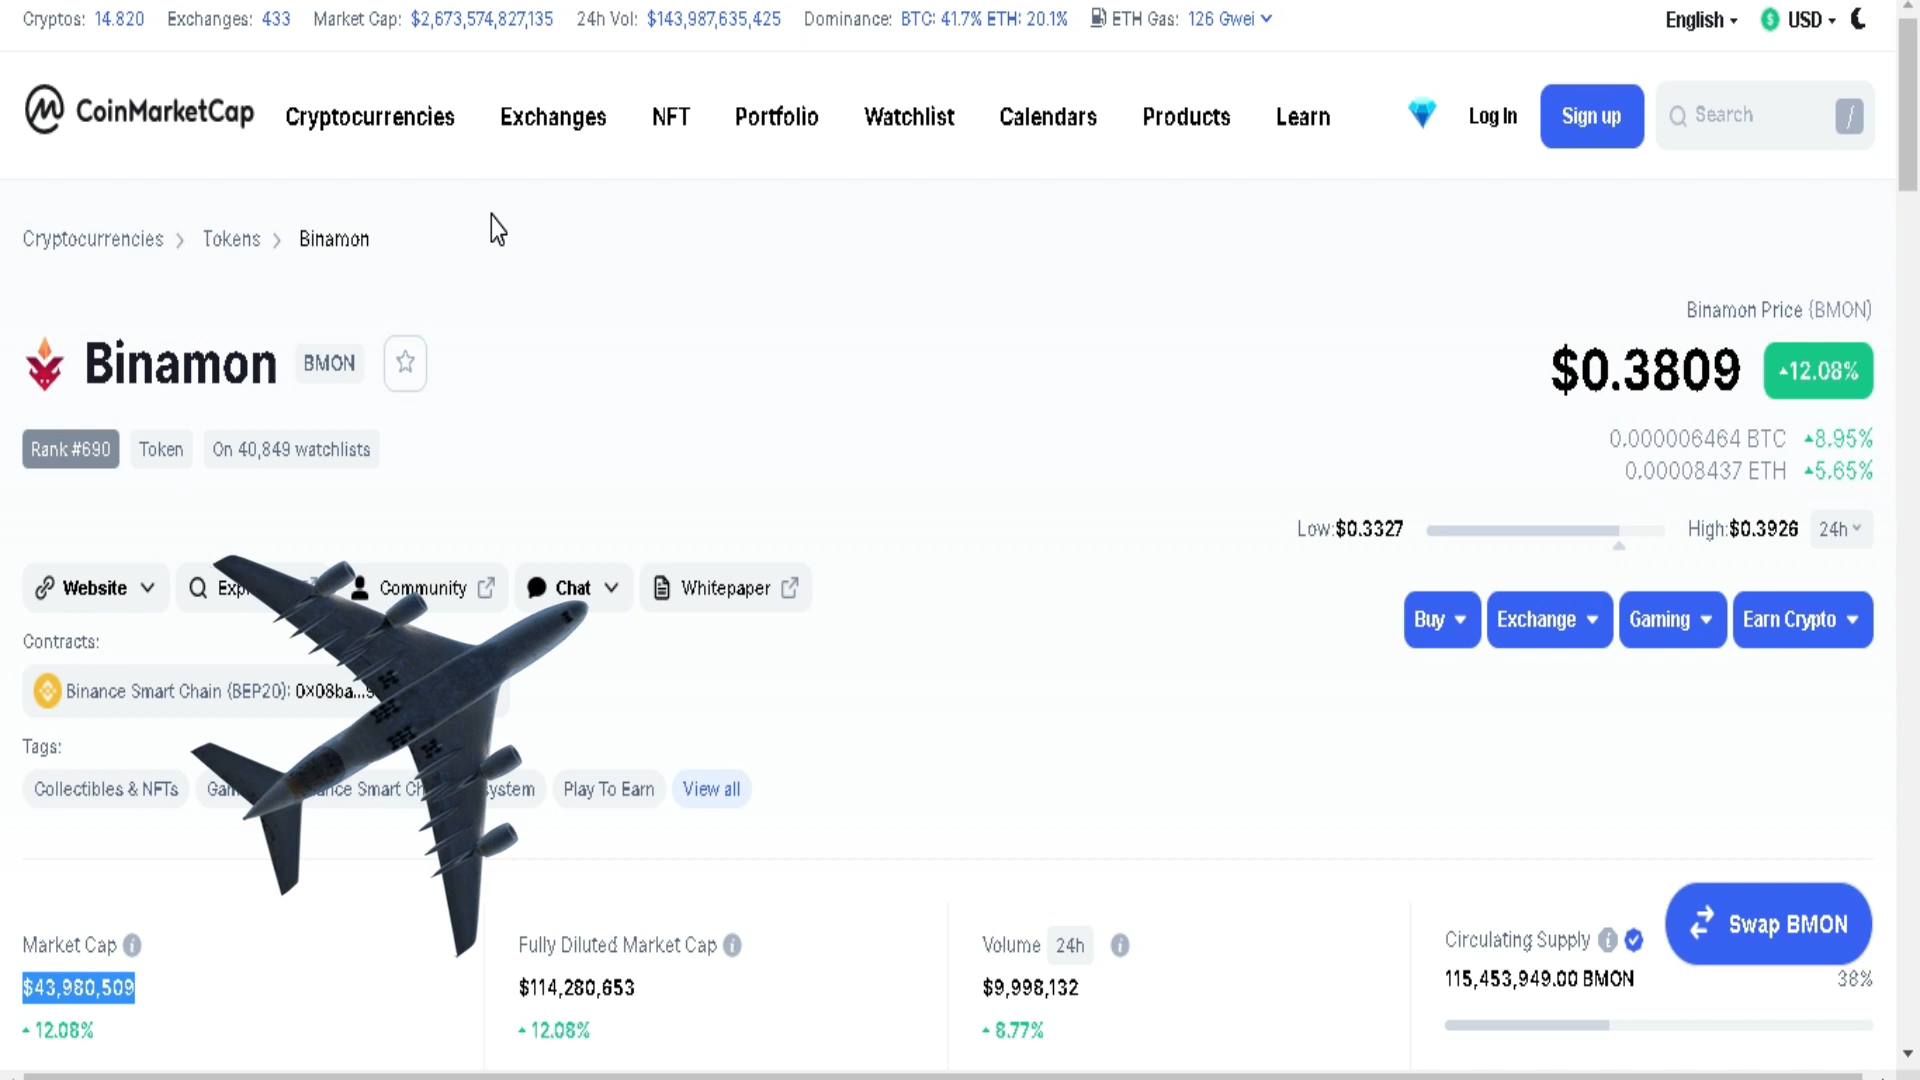 Cryptos: 14.820 Exchanges: 433 Market Cap: $2,673,574,827,135 24h Vol: $143,987,635,425 Dominance: BTC: 41.7% ETH: 20.1% ETH Gas: 126 Gwei English USD
CoinMarketCap Cryptocurrencies Exchanges NFT Portfolio Watchlist Calendars Products Learn Log In Sign up Search /
Cryptocurrencies > Tokens > Binamon
Binamon Price (BMON)
Binamon BMON $0.3809 12.08%
Rank #690 Token On 40,849 watchlists 0.000006464 BTC 8.95%
0.00008437 ETH 5.65%
Low:$0.3327 High:$0.3926 24h
Website Community Chat Whitepaper
Buy Exchange Gaming Earn Crypto
Contracts:
Binance Smart Chain (BEP20): 0x08ba...
Tags:
Collectibles & NFTs Smart Play To Earn View all
Market Cap Fully Diluted Market Cap Volume 24h Circulating Supply Swap BMON
$43,980,509 $114,280,653 $9,998,132 115,453,949.00 BMON 38%
12.08% 12.08% 8.77%